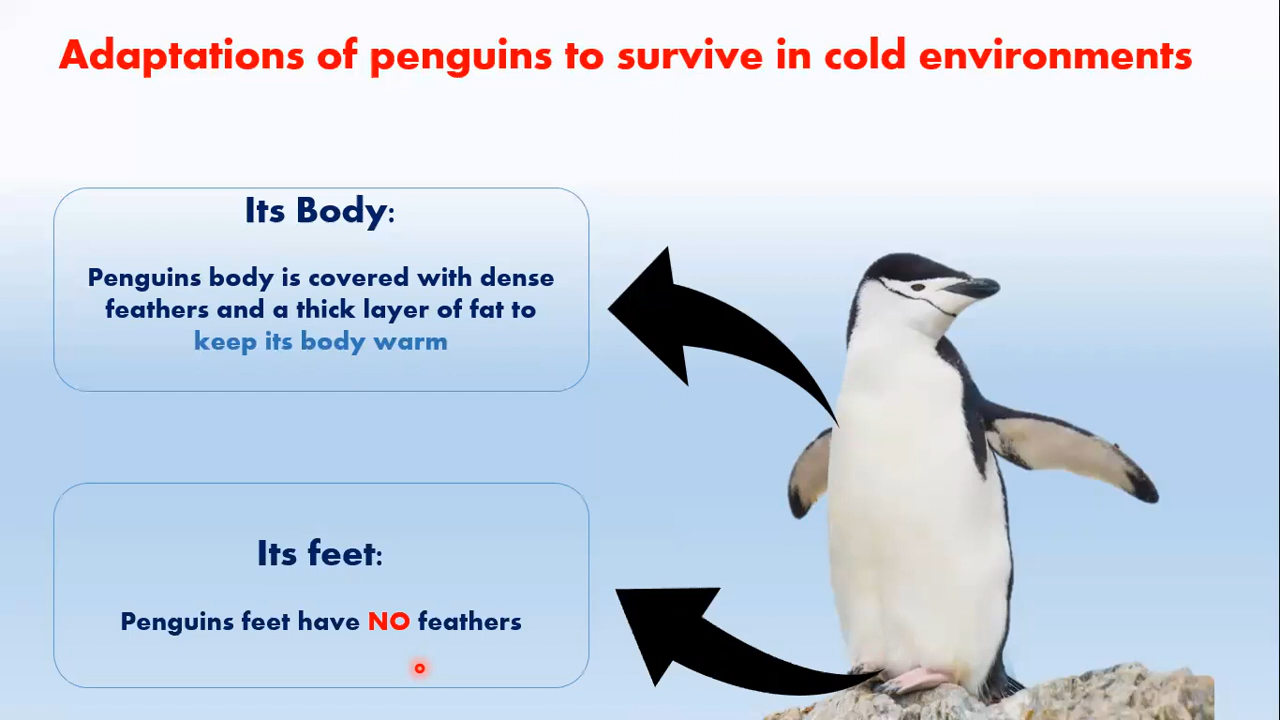 Adaptations of penguins to survive in cold environments
Its Body:
Penguins body is covered with dense
feathers and a thick layer of fat to
keep its body warm
Its feet:
Penguins feet have NO feathers